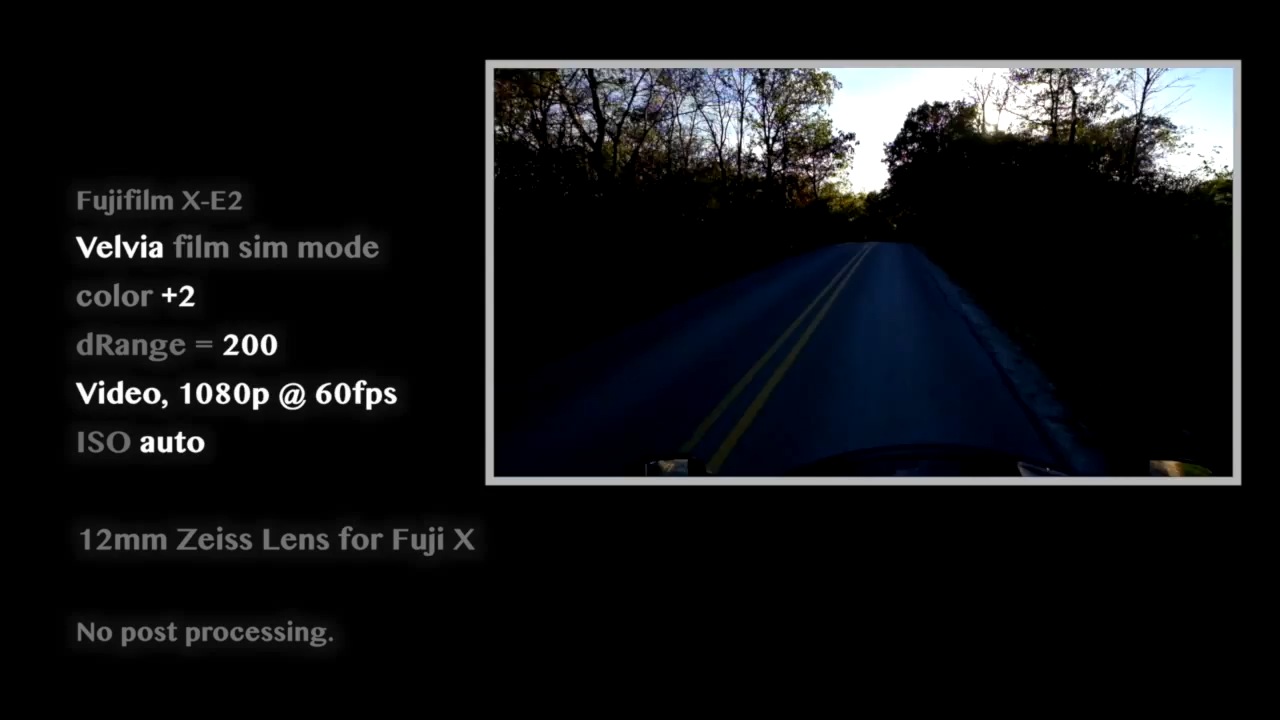 Fujifilm X-E2
Velvia film sim mode
color +2
dRange = 200
Video, 1080p @ 60fps
ISO auto
12mm Zeiss Lens for Fuji X
No post processing.